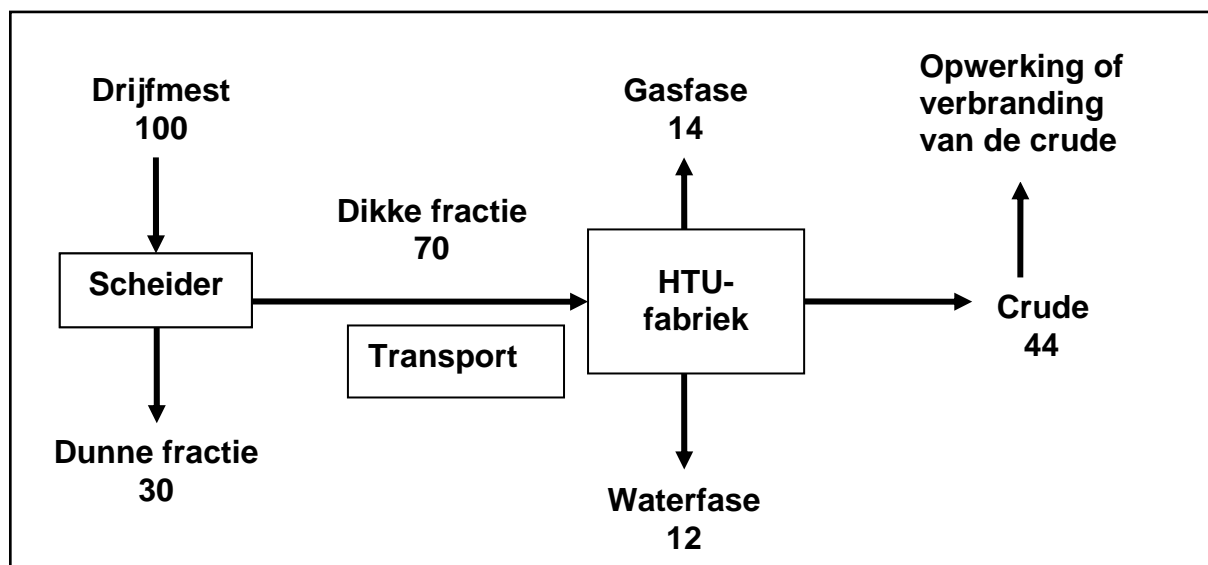 Drijfmest
100
Scheider
Dunne fractie
30
Dikke fractie
70
Transport
Gasfase
14
HTU-
fabriek
Waterfase
12
Opwerking of
verbranding
van de crude
Crude
44